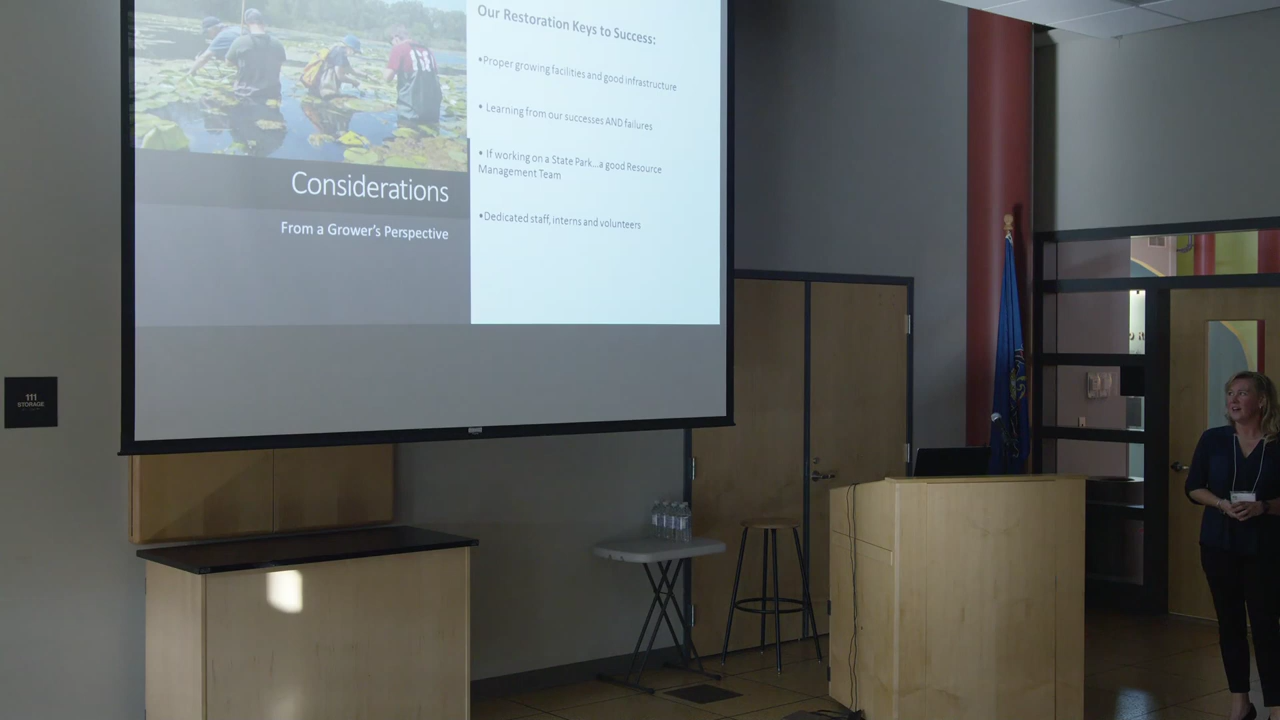 Our Restoration Keys to Success:
•Proper growing facilities and good infrastructure
• Learning from our successes AND failures
• If working on a State Park...a good Resource
Management Team
•Dedicated staff, interns and volunteers
Considerations
From a Grower's Perspective
111
STORAGE